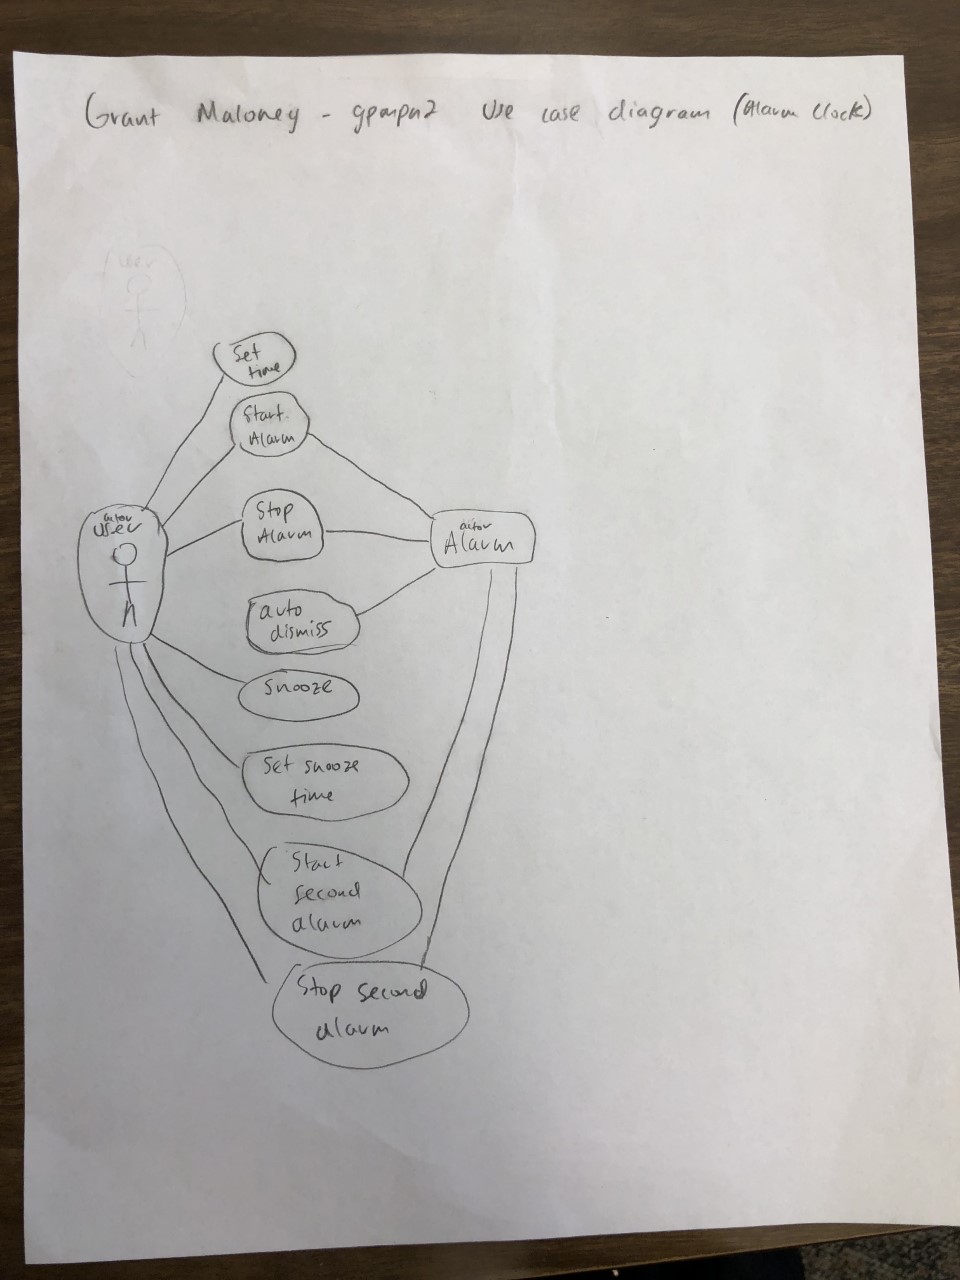 Grant Maloney - gpmpn2 Use case diagram (Alarm Clock)
user
Set
time
Start
Alarm
actor
user
Stop
Alarm
actor
Alarm
auto
dismiss
snooze
Set snooze
time
Start
second
alarm
Stop second
alarm